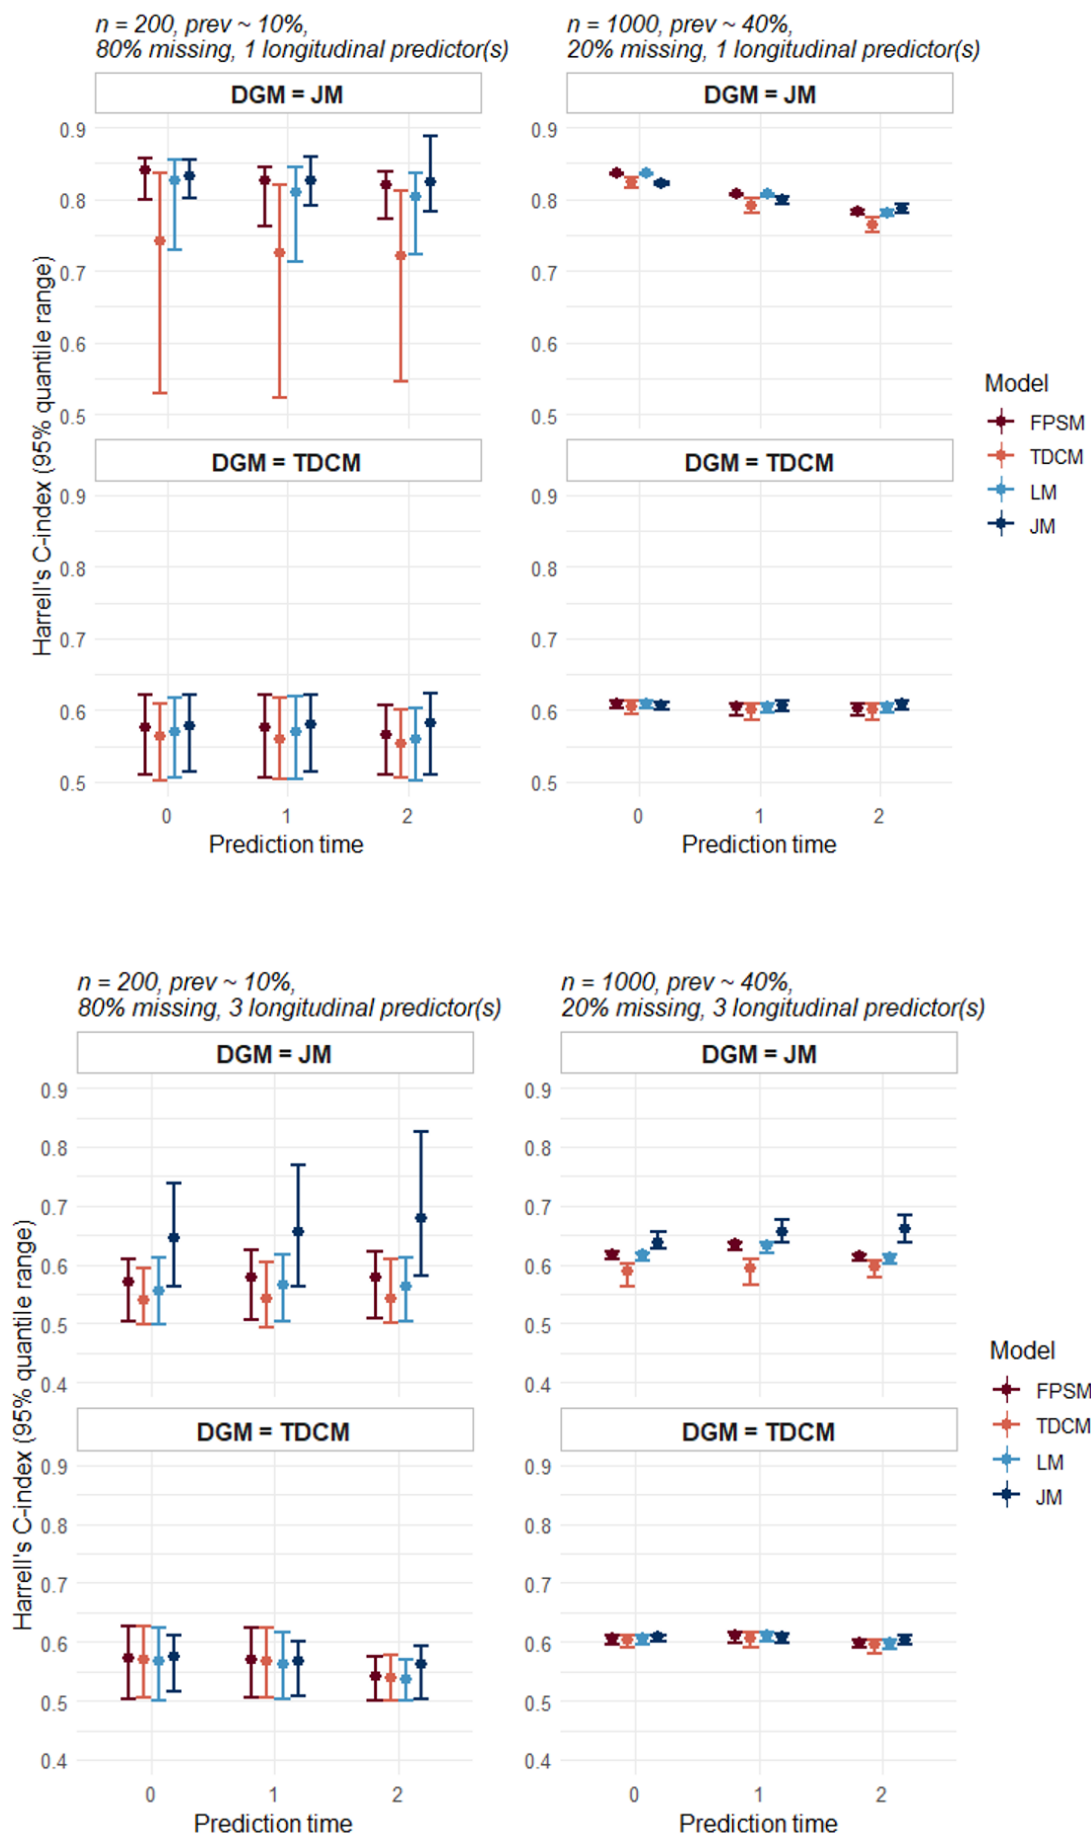 n = 200, prev ~ 10%,
80% missing, 1 longitudinal predictor(s)
n = 1000, prev ~ 40%,
20% missing, 1 longitudinal predictor(s)
DGM = JM
DGM = JM
0.9
0.8
0.7
0.6
0.5
0.9
0.8
0.7
0.6
0.5
DGM = TDCM
DGM = TDCM
0.9
0.8
0.7
0.6
0.5
0.9
0.8
0.7
0.6
0.5
Harrell's C-index (95% quantile range)
0
1
2
0
1
2
Prediction time
Prediction time
Model
FPSM
TDCM
LM
JM
n = 200, prev ~ 10%,
80% missing, 3 longitudinal predictor(s)
n = 1000, prev ~ 40%,
20% missing, 3 longitudinal predictor(s)
DGM = JM
DGM = JM
0.9
0.8
0.7
0.6
0.5
0.4
0.9
0.8
0.7
0.6
0.5
0.4
DGM = TDCM
DGM = TDCM
0.9
0.8
0.7
0.6
0.5
0.4
0.9
0.8
0.7
0.6
0.5
0.4
Harrell's C-index (95% quantile range)
0
1
2
0
1
2
Prediction time
Prediction time
Model
FPSM
TDCM
LM
JM